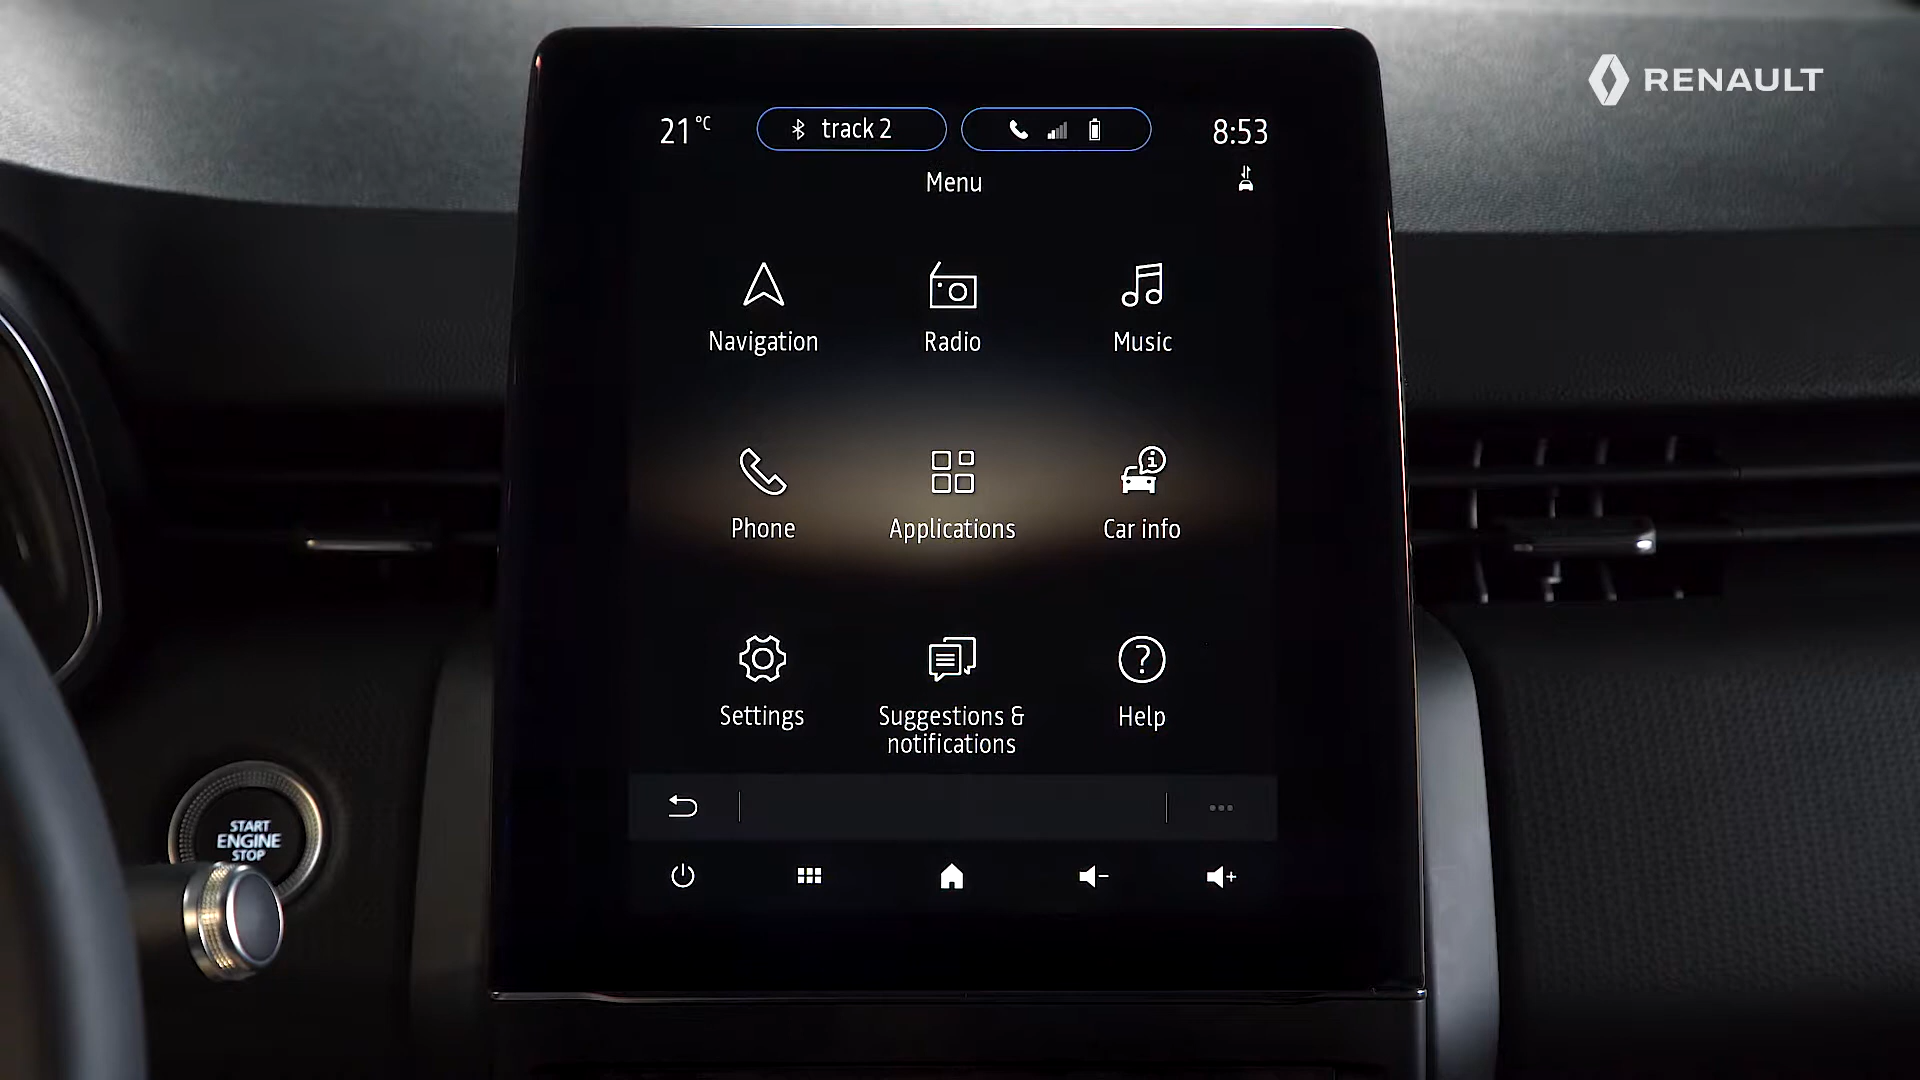 RENAULT
21°C
track 2
8:53
Menu
Navigation
Radio
Music
Phone
Applications
Car info
Settings
Suggestions &
notifications
Help
START
ENGINE
STOP